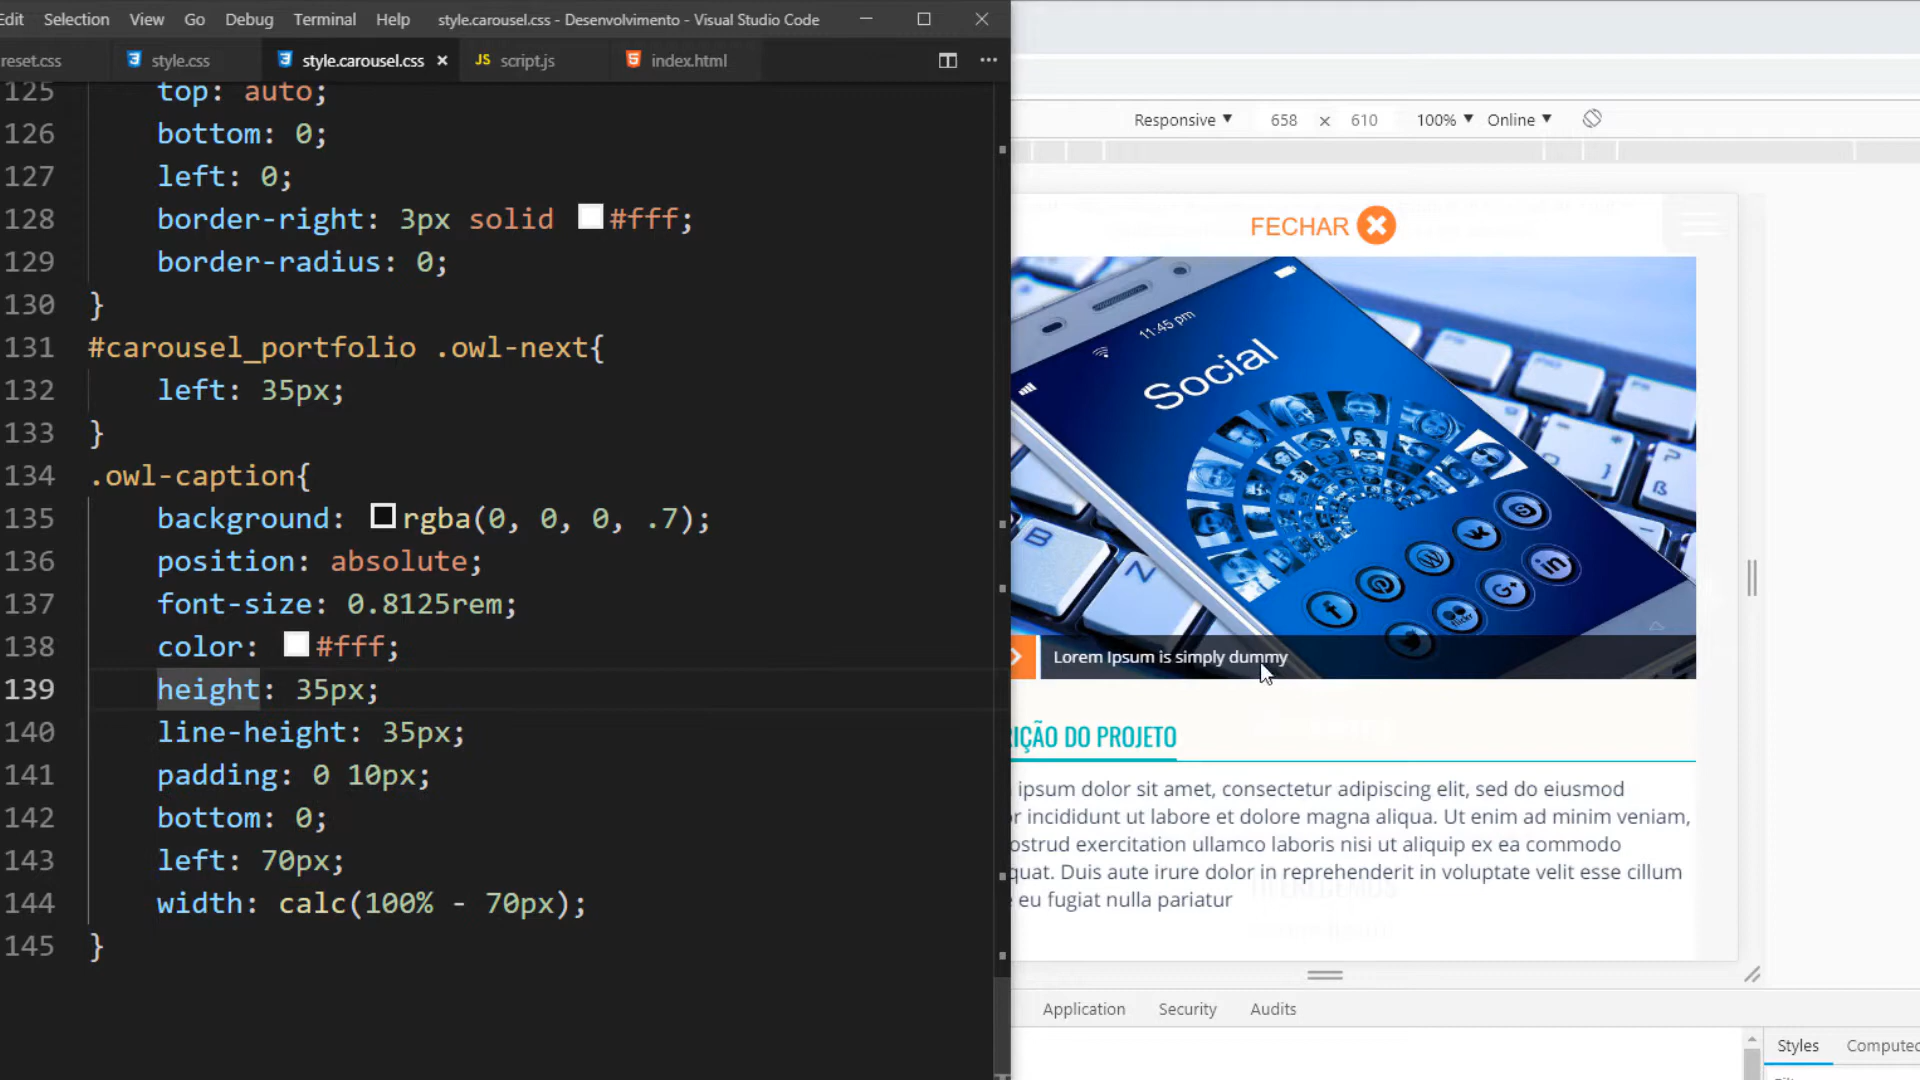 dit Selection View Go Debug Terminal Help style.carousel.css - Desenvolvimento - Visual Studio Code
reset.css style.css style.carousel.css × JS script.js index.html
125 top: auto;
126 bottom: 0;
127 left: 0;
128 border-right: 3px solid #fff;
129 border-radius: 0;
130 }
131 #carousel_portfolio .owl-next{
132 left: 35px;
133 }
134 .owl-caption{
135 background: rgba(0, 0, 0, .7);
136 position: absolute;
137 font-size: 0.8125rem;
138 color: #fff;
139 height: 35px;
140 line-height: 35px;
141 padding: 0 10px;
142 bottom: 0;
143 left: 70px;
144 width: calc(100% - 70px);
145 }
Responsive 658 × 610 100% Online
FECHAR
11:45 pm
Social
B
N
flickr
G+
in
Lorem Ipsum is simply dummy
IÇÃO DO PROJETO
ipsum dolor sit amet, consectetur adipiscing elit, sed do eiusmod
r incididunt ut labore et dolore magna aliqua. Ut enim ad minim veniam,
ostrud exercitation ullamco laboris nisi ut aliquip ex ea commodo
quat. Duis aute irure dolor in reprehenderit in voluptate velit esse cillum
e eu fugiat nulla pariatur
Application Security Audits
Styles Computed